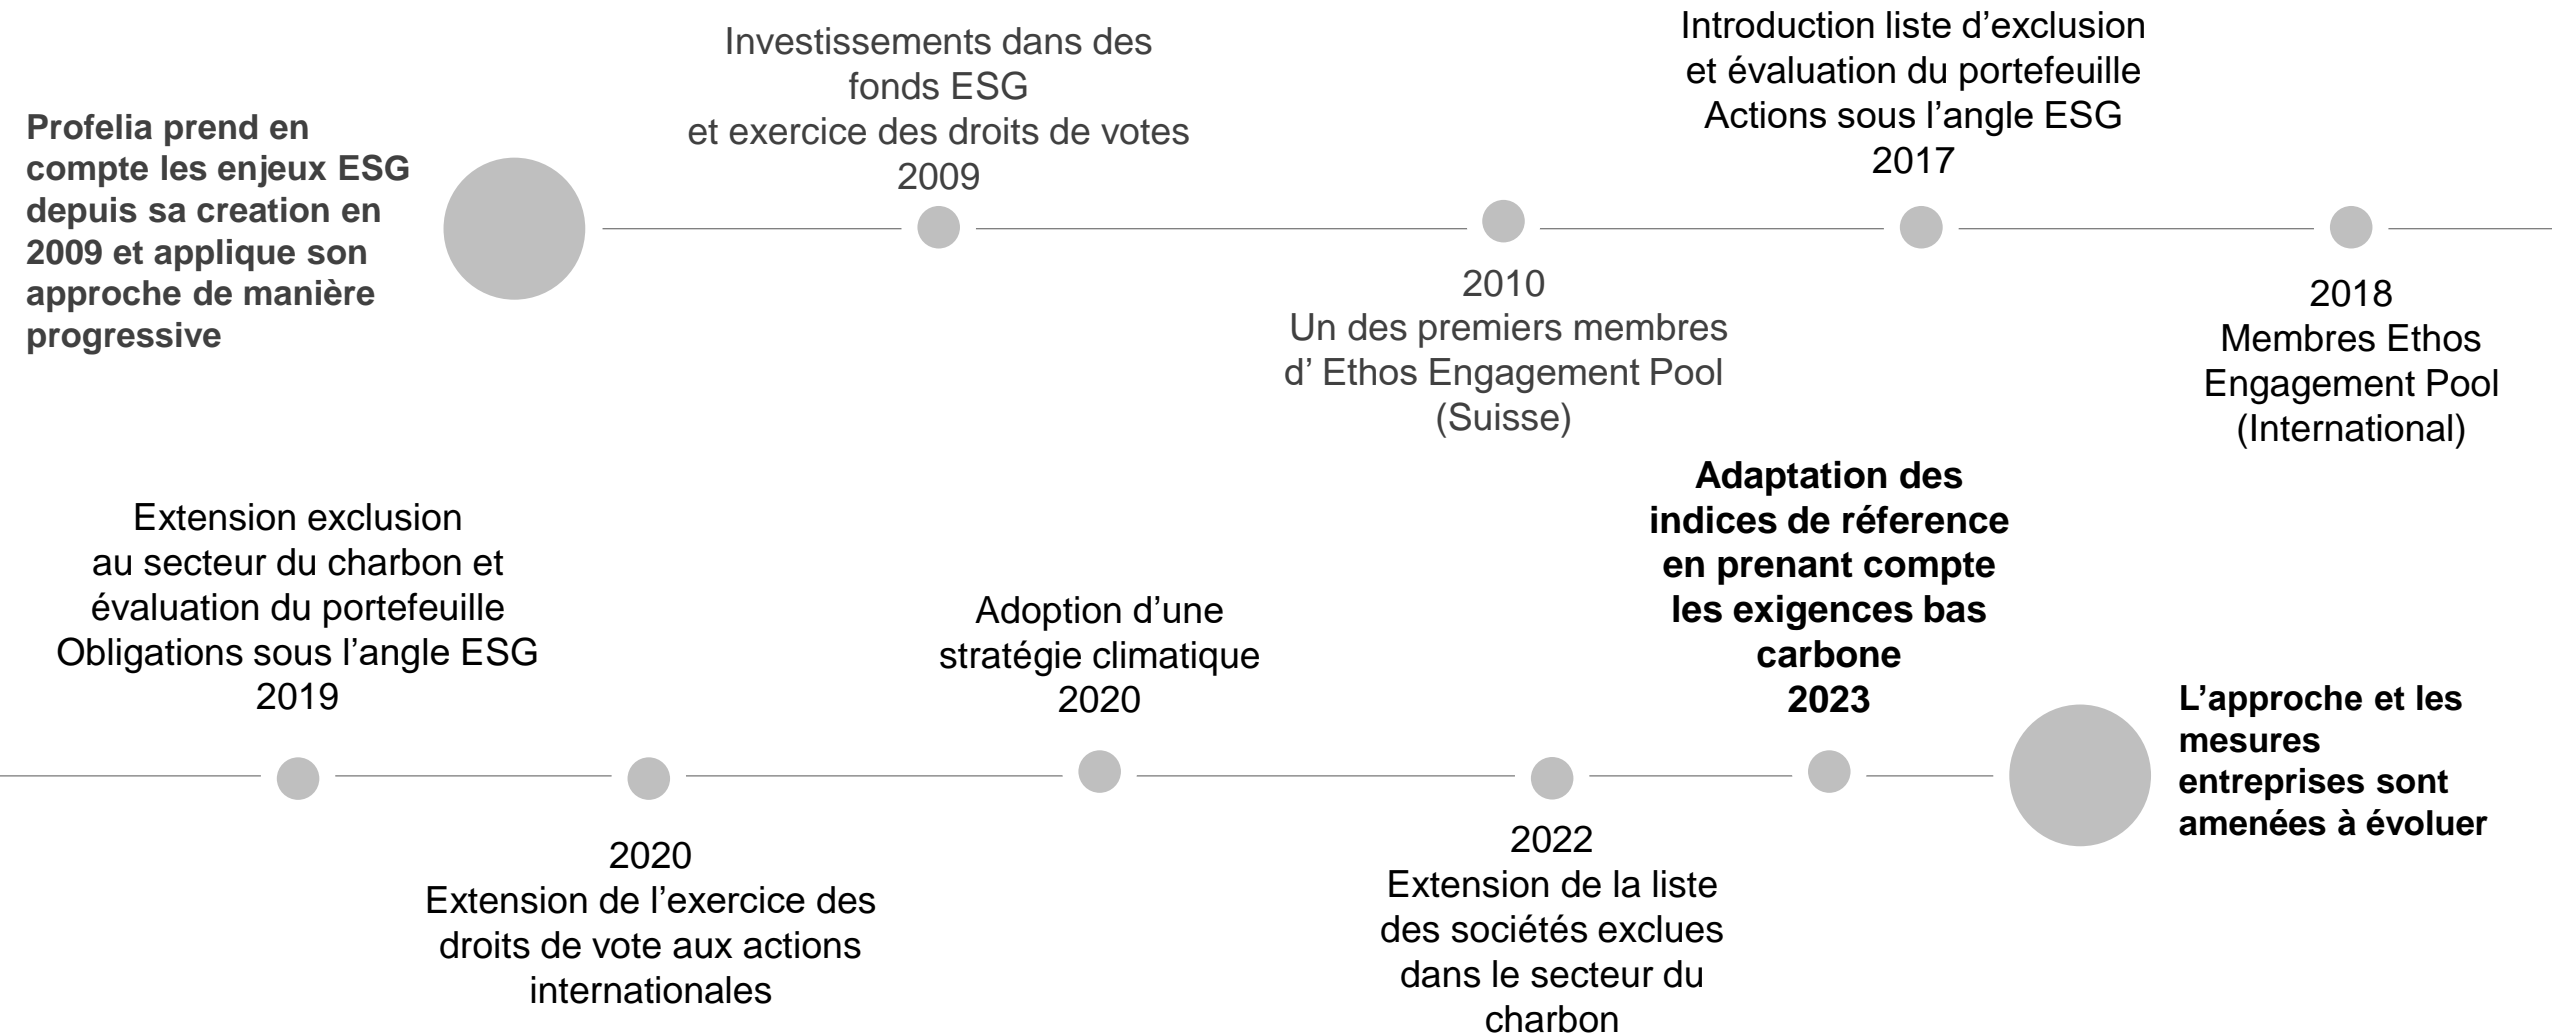 Profelia prend en
compte les enjeux ESG
depuis sa creation en
2009 et applique son
approche de manière
progressive
Investissements dans des
fonds ESG
et exercice des droits de votes
2009
2010
Un des premiers membres
d’ Ethos Engagement Pool
(Suisse)
Introduction liste d’exclusion
et évaluation du portefeuille
Actions sous l’angle ESG
2017
2018
Membres Ethos
Engagement Pool
(International)
Extension exclusion
au secteur du charbon et
évaluation du portefeuille
Obligations sous l’angle ESG
2019
2020
Extension de l’exercice des
droits de vote aux actions
internationales
Adoption d’une
stratégie climatique
2020
2022
Extension de la liste
des sociétés exclues
dans le secteur du
charbon
Adaptation des
indices de réference
en prenant compte
les exigences bas
carbone
2023
L’approche et les
mesures
entreprises sont
amenées à évoluer